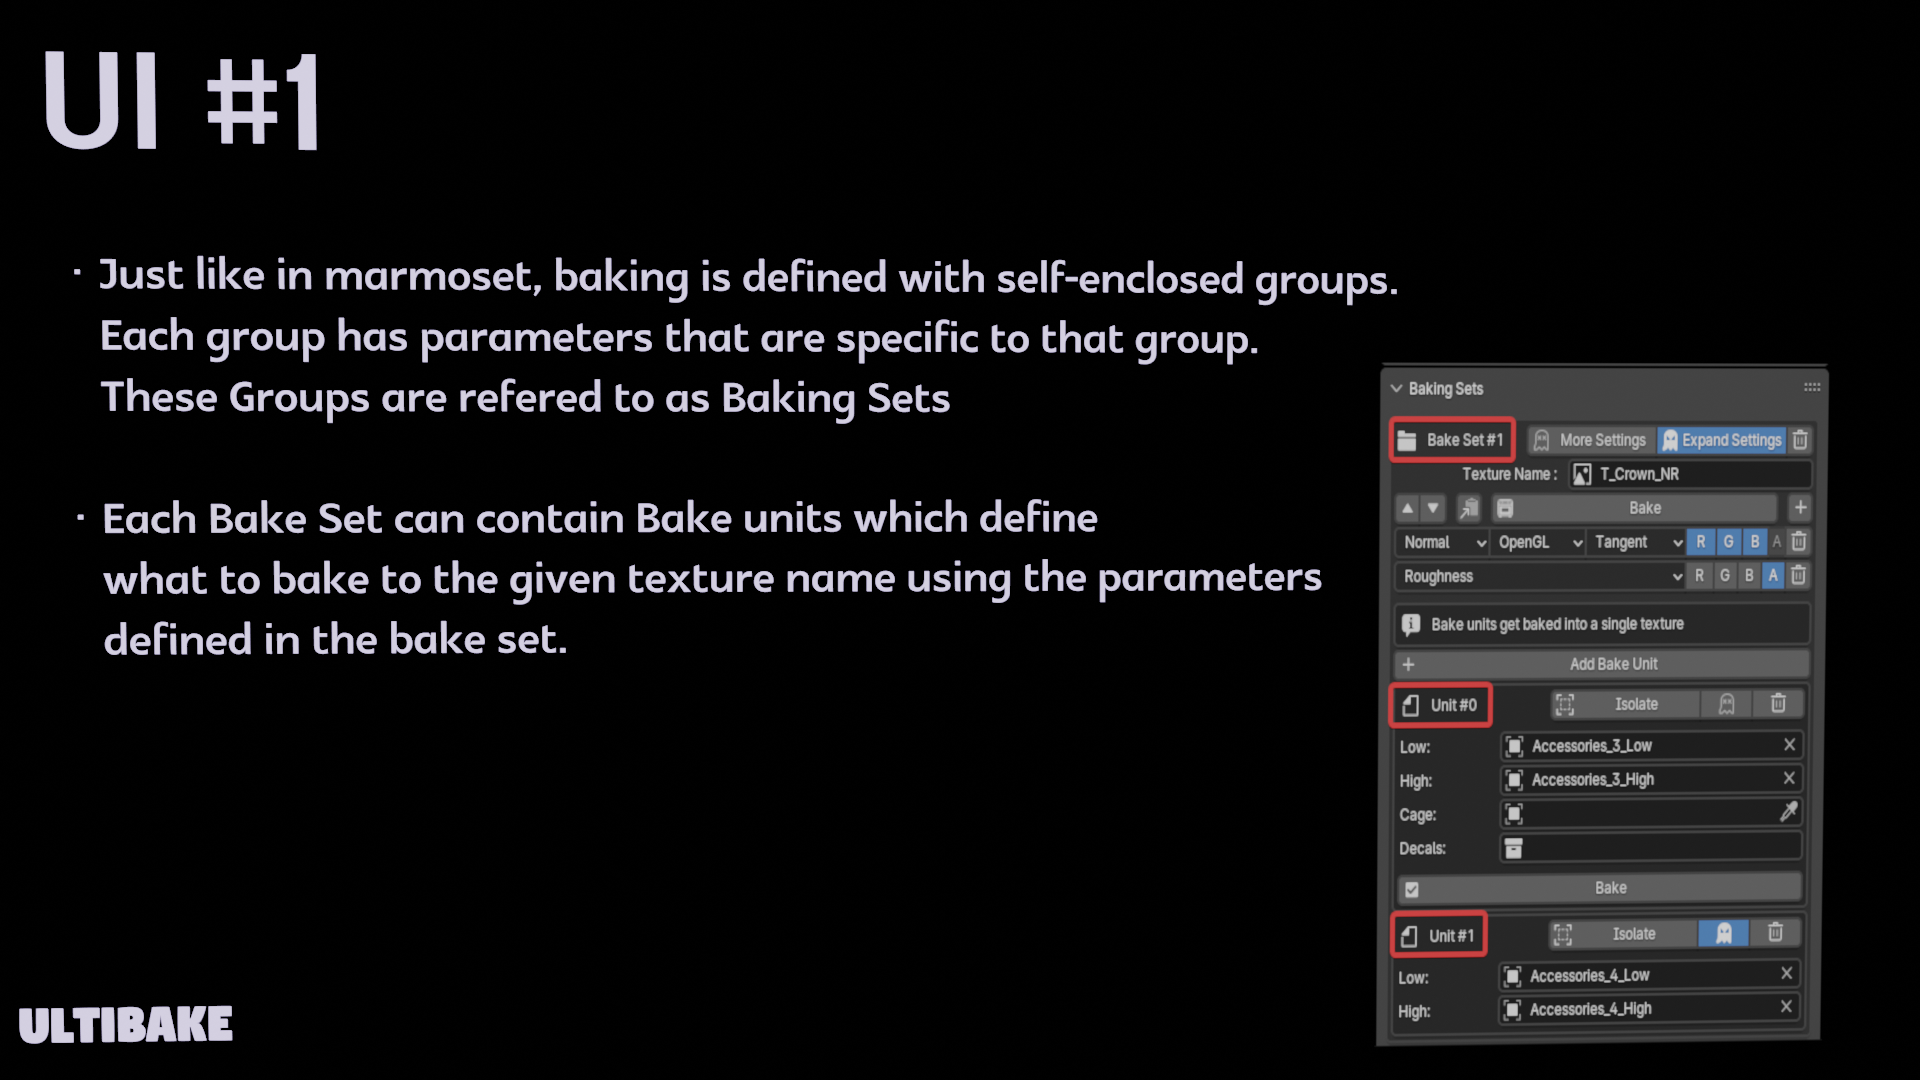 UI #1
· Just like in marmoset, baking is defined with self-enclosed groups.
Each group has parameters that are specific to that group.
These Groups are refered to as Baking Sets
· Each Bake Set can contain Bake units which define
what to bake to the given texture name using the parameters
defined in the bake set.
Baking Sets
Bake Set #1 More Settings Expand Settings
Texture Name : T_Crown_NR
Bake +
Normal OpenGL Tangent R G B A
Roughness R G B A
Bake units get baked into a single texture
+ Add Bake Unit
Unit #0 Isolate
Low: Accessories_3_Low
High: Accessories_3_High
Cage:
Decals:
Bake
Unit #1 Isolate
Low: Accessories_4_Low
High: Accessories_4_High
ULTIBAKE